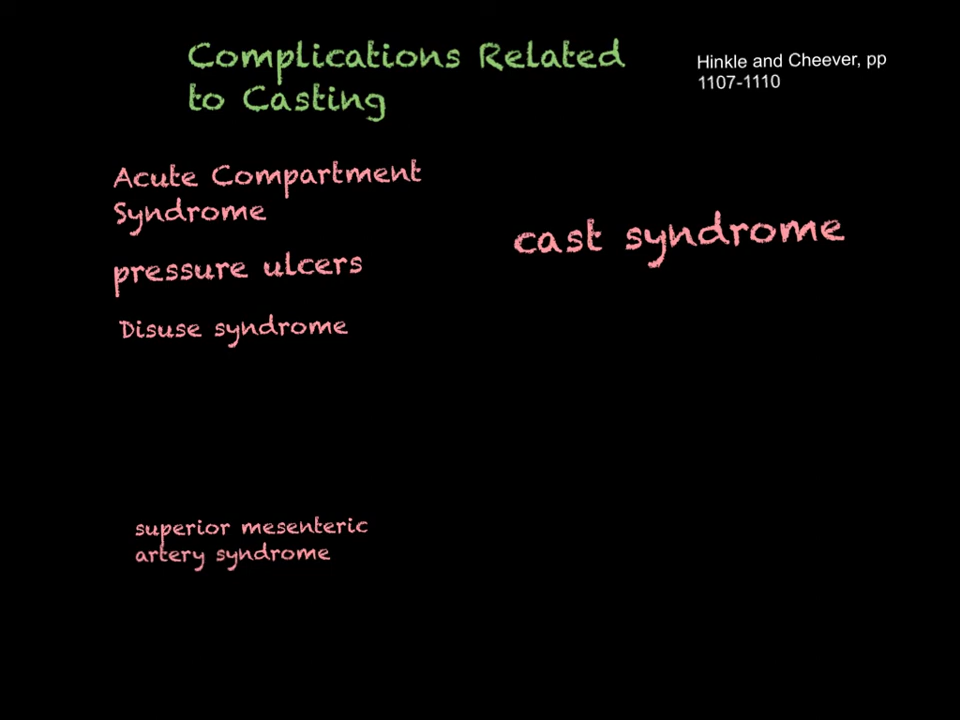 Complications Related
to Casting
Hinkle and Cheever, pp
1107-1110
Acute Compartment
Syndrome
cast syndrome
pressure ulcers
Disuse syndrome
superior mesenteric
artery syndrome